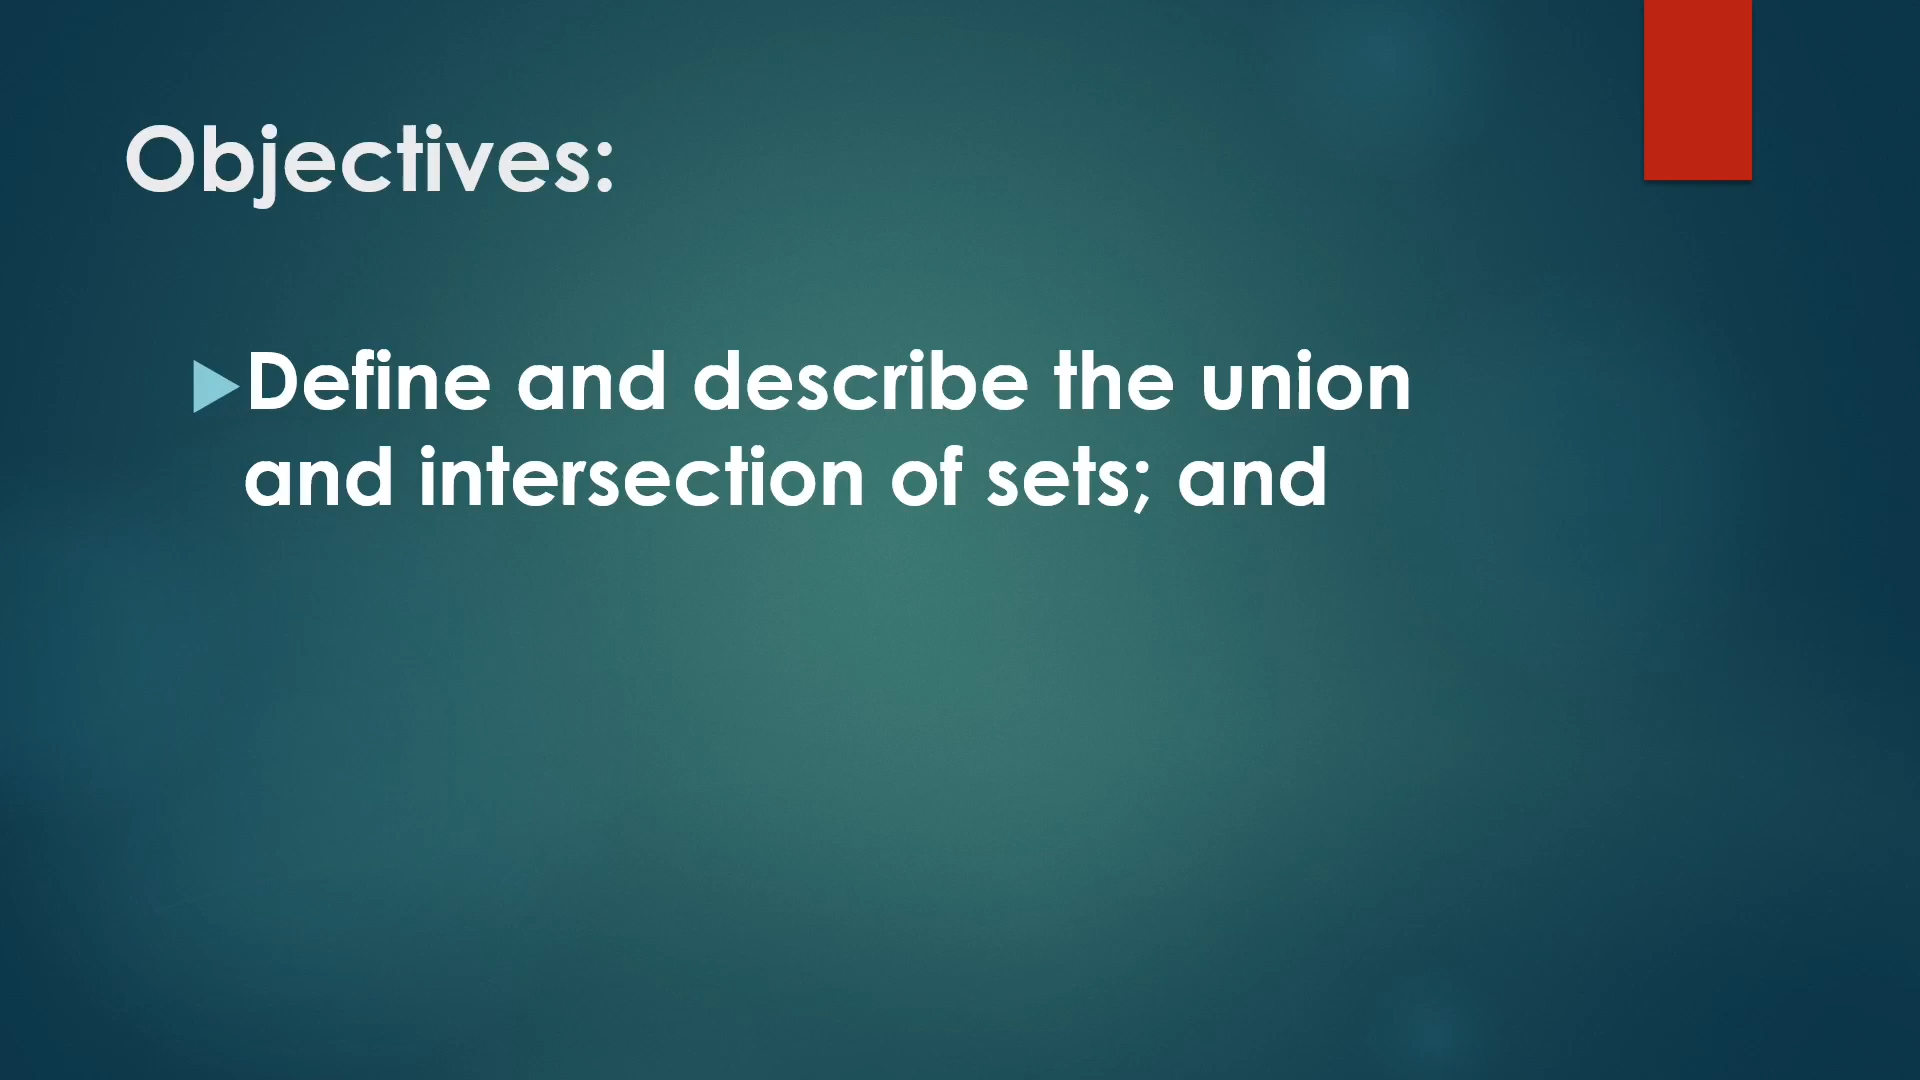 Objectives:
Define and describe the union
and intersection of sets; and